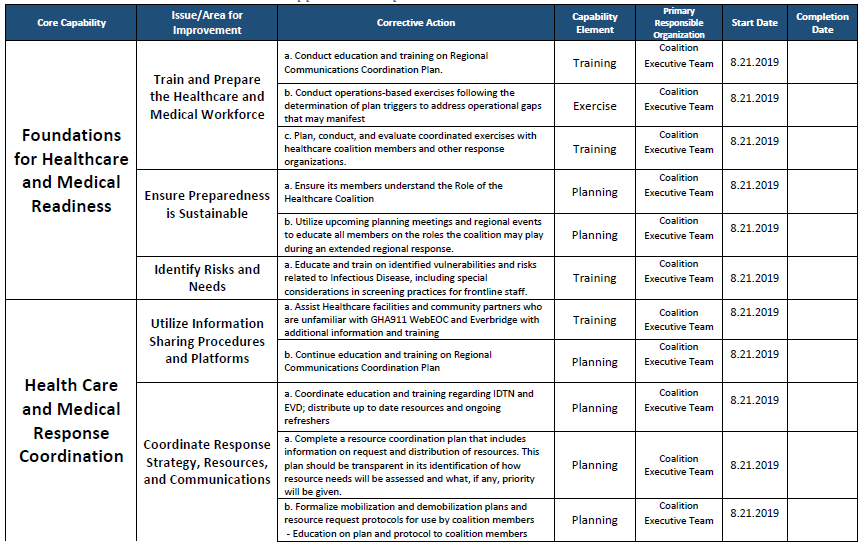 Core Capability
Issue/Area for
Improvement
Corrective Action
Capability
Element
Primary
Responsible
Organization
Start Date
Completion
Date
Foundations
for Healthcare
and Medical
Readiness
Train and Prepare
the Healthcare and
Medical Workforce
a. Conduct education and training on Regional
Communications Coordination Plan.
Training
Coalition
Executive Team
8.21.2019
b. Conduct operations-based exercises following the
determination of plan triggers to address operational gaps
that may manifest
Exercise
Coalition
Executive Team
8.21.2019
c. Plan, conduct, and evaluate coordinated exercises with
healthcare coalition members and other response
organizations.
Training
Coalition
Executive Team
8.21.2019
Ensure Preparedness
is Sustainable
a. Ensure its members understand the Role of the
Healthcare Coalition
Planning
Coalition
Executive Team
8.21.2019
b. Utilize upcoming planning meetings and regional events
to educate all members on the roles the coalition may play
during an extended regional response.
Planning
Coalition
Executive Team
8.21.2019
Identify Risks and
Needs
a. Educate and train on identified vulnerabilities and risks
related to Infectious Disease, including special
considerations in screening practices for frontline staff.
Training
Coalition
Executive Team
8.21.2019
Health Care
and Medical
Response
Coordination
Utilize Information
Sharing Procedures
and Platforms
a. Assist Healthcare facilities and community partners who
are unfamiliar with GHA911 WebEOC and Everbridge with
additional information and training
Training
Coalition
Executive Team
8.21.2019
b. Continue education and training on Regional
Communications Coordination Plan
Planning
Coalition
Executive Team
8.21.2019
Coordinate Response
Strategy, Resources,
and Communications
a. Coordinate education and training regarding IDTN and
EVD; distribute up to date resources and ongoing
refreshers
Planning
Coalition
Executive Team
8.21.2019
a. Complete a resource coordination plan that includes
information on request and distribution of resources. This
plan should be transparent in its identification of how
resource needs will be assessed and what, if any, priority
will be given.
Planning
Coalition
Executive Team
8.21.2019
b. Formalize mobilization and demobilization plans and
resource request protocols for use by coalition members
- Education on plan and protocol to coalition members
Planning
Coalition
Executive Team
8.21.2019